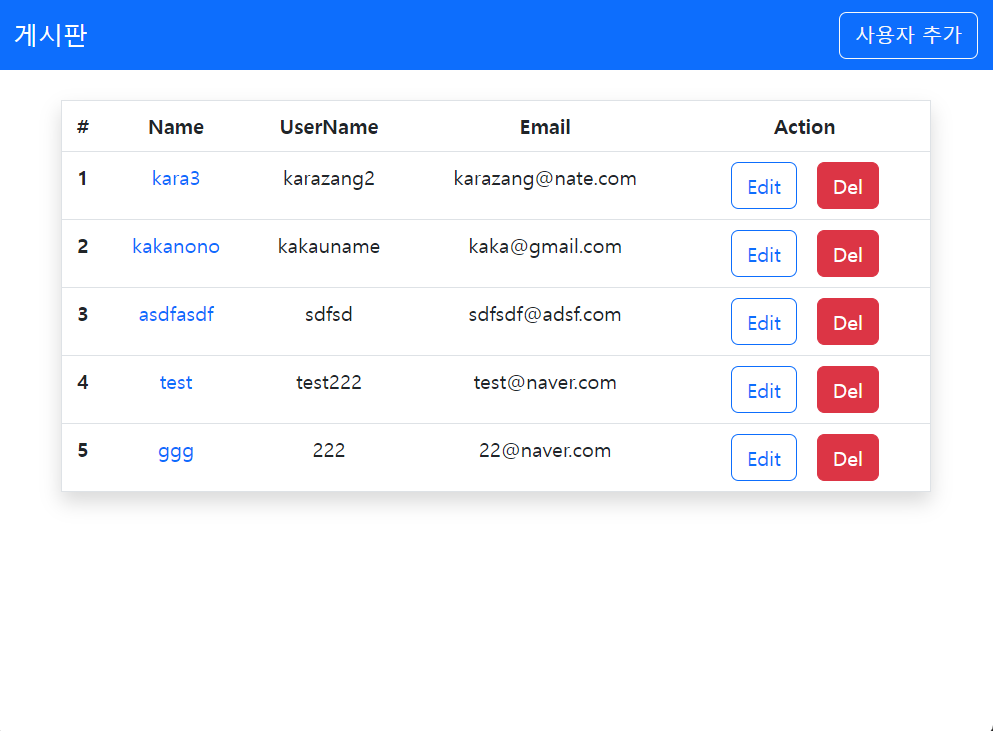 게시판 사용자 추가
# Name UserName Email Action
1 kara3 karazang2 karazang@nate.com Edit Del
2 kakanono kakauname kaka@gmail.com Edit Del
3 asdfasdf sdfsd sdfsdf@adsf.com Edit Del
4 test test222 test@naver.com Edit Del
5 ggg 222 22@naver.com Edit Del